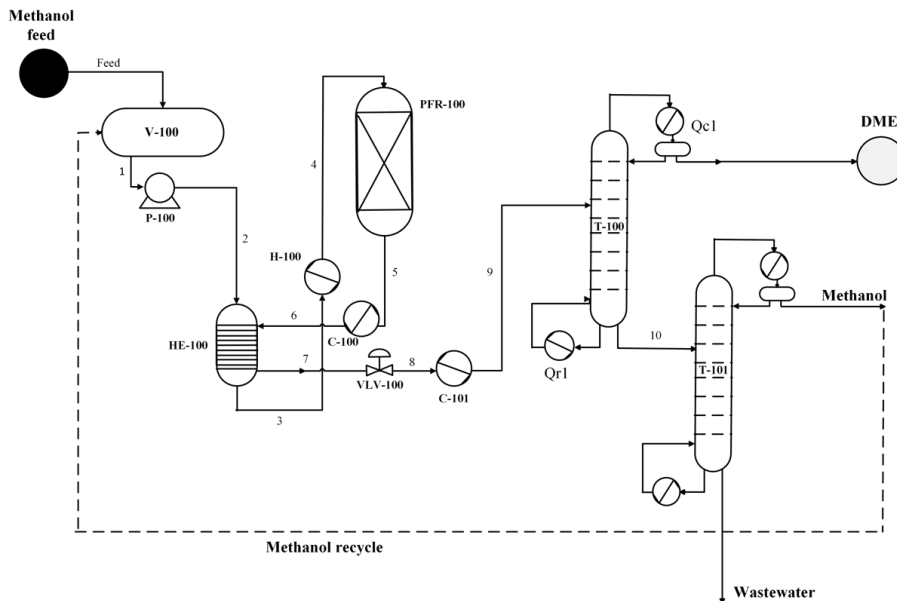 Methanol
feed
Feed
V-100
1
P-100
2
HE-100
3
H-100
4
PFR-100
5
C-100
6
7
VLV-100
8
C-101
9
T-100
Qc1
DME
Qr1
10
T-101
Methanol
Methanol recycle
Wastewater